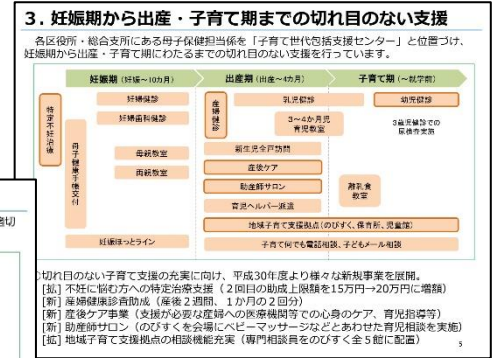 3. 妊娠期から出産・子育て期までの切れ目のない支援
各区役所・総合支所にある母子保健担当係を「子育て世代包括支援センター」と位置づけ、
妊娠期から出産・子育て期にわたるまでの切れ目のない支援を行っています。
妊娠期（妊娠～10カ月）
出産期（出産～4カ月）
子育て期（～就学前）
特定不妊治療
母子健康手帳交付
妊婦健診
妊婦歯科健診
母親教室
両親教室
妊娠ほっとライン
産婦健診
乳児健診
3～4か月児
育児教室
新生児全戸訪問
産後ケア
助産師サロン
育児ヘルパー派遣
離乳食
教室
幼児健診
3歳児健診での
尿検査実施
地域子育て支援拠点（のびすく、保育所、児童館）
子育て何でも電話相談、子どもメール相談
適切
○切れ目のない子育て支援の充実に向け、平成30年度より様々な新規事業を展開。
[拡] 不妊に悩む方への特定治療支援（２回目の助成上限額を15万円→20万円に増額）
[新] 産婦健康診査助成（産後２週間、１か月の２回分）
[新] 産後ケア事業（支援が必要な産婦への医療機関等での心身のケア、育児指導等）
[新] 助産師サロン（のびすくを会場にベビーマッサージなどとあわせた育児相談を実施）
[拡] 地域子育て支援拠点の相談機能充実（専門相談員をのびすく全５館に配置）
5